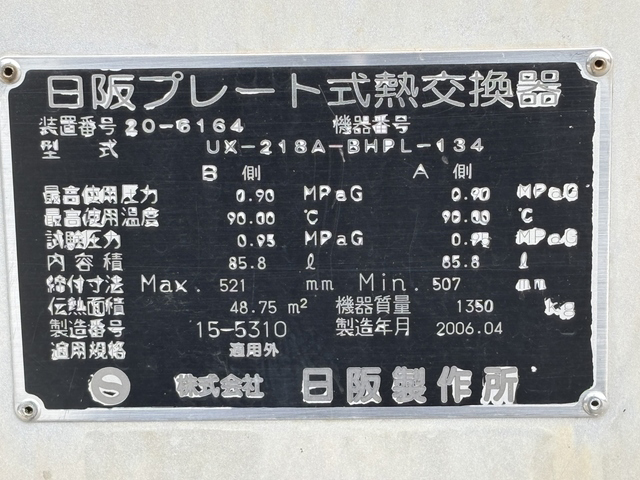 日阪プレート式熱交換器
装置番号 20-6164 機器番号
型式 UX-218A-BHPL-134
B側 A側
最高使用圧力 0.90 MPaG 0.90 MPaG
最高使用温度 90.00 ℃ 90.00 ℃
試験圧力 0.95 MPaG 0.95 MPaG
内容積 85.8 ℓ 85.8 ℓ
締付寸法 Max. 521 mm Min. 507 mm
伝熱面積 48.75 m² 機器質量 1350 kg
製造番号 15-5310 製造年月 2006.04
適用規格 適用外
株式会社 日阪製作所